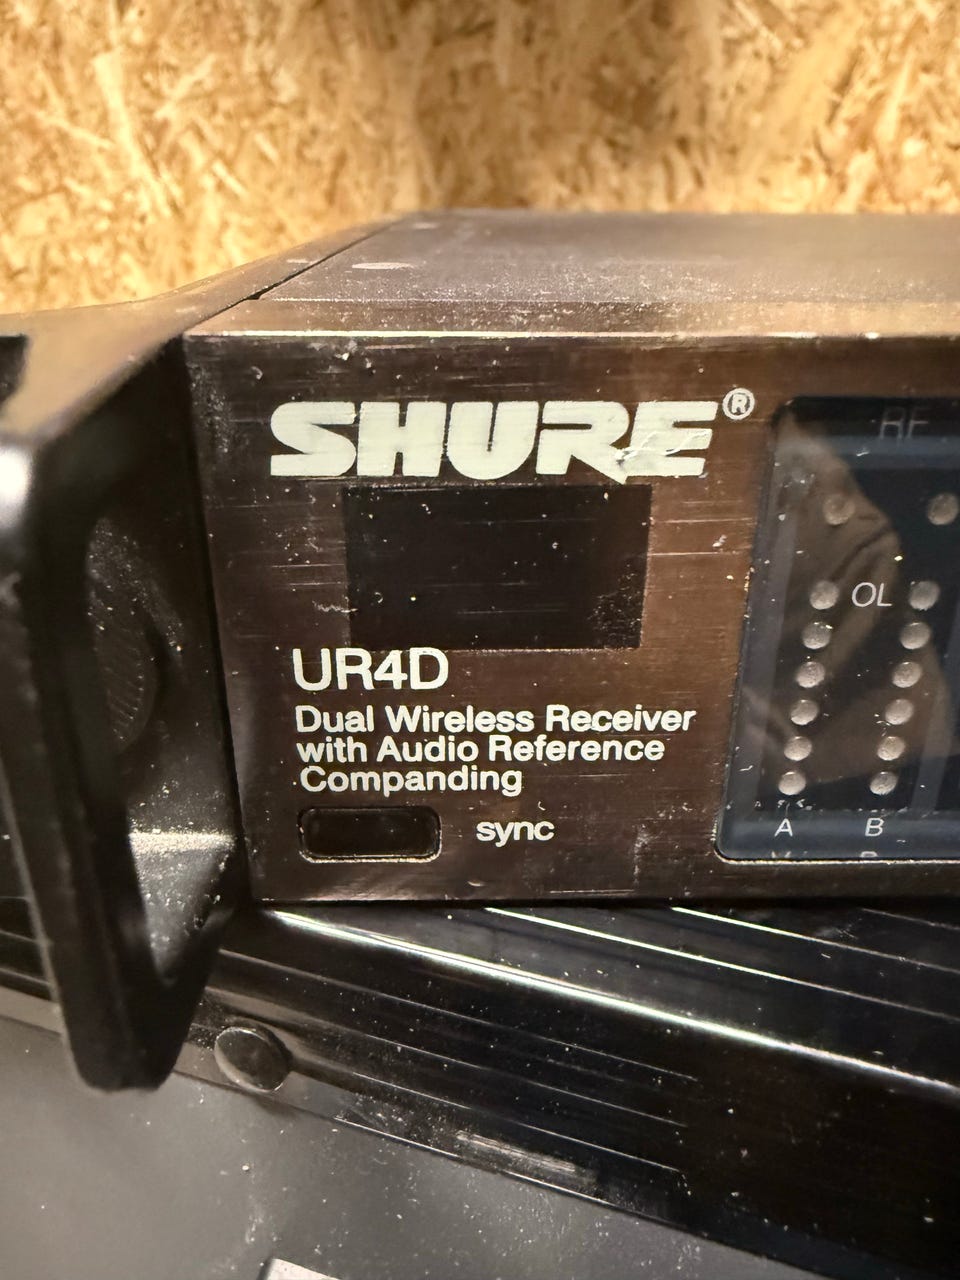 SHURE®
RF
OL
UR4D
Dual Wireless Receiver
with Audio Reference
Companding
sync
A B